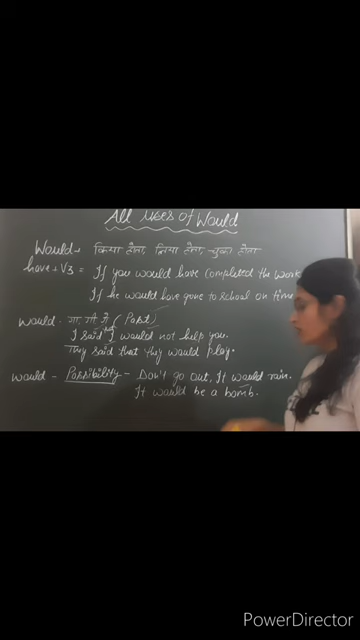 All uses of Would
Would+ किया होता, लिया होता, चुका होता
have+V3 = If you would have completed the work
If he would have gone to school on time
would - गा, गी, गे (Past)
I said that I would not help you.
They said that they would play.
would - Possibility - Don't go out, It would rain.
It would be a bomb.
PowerDirector